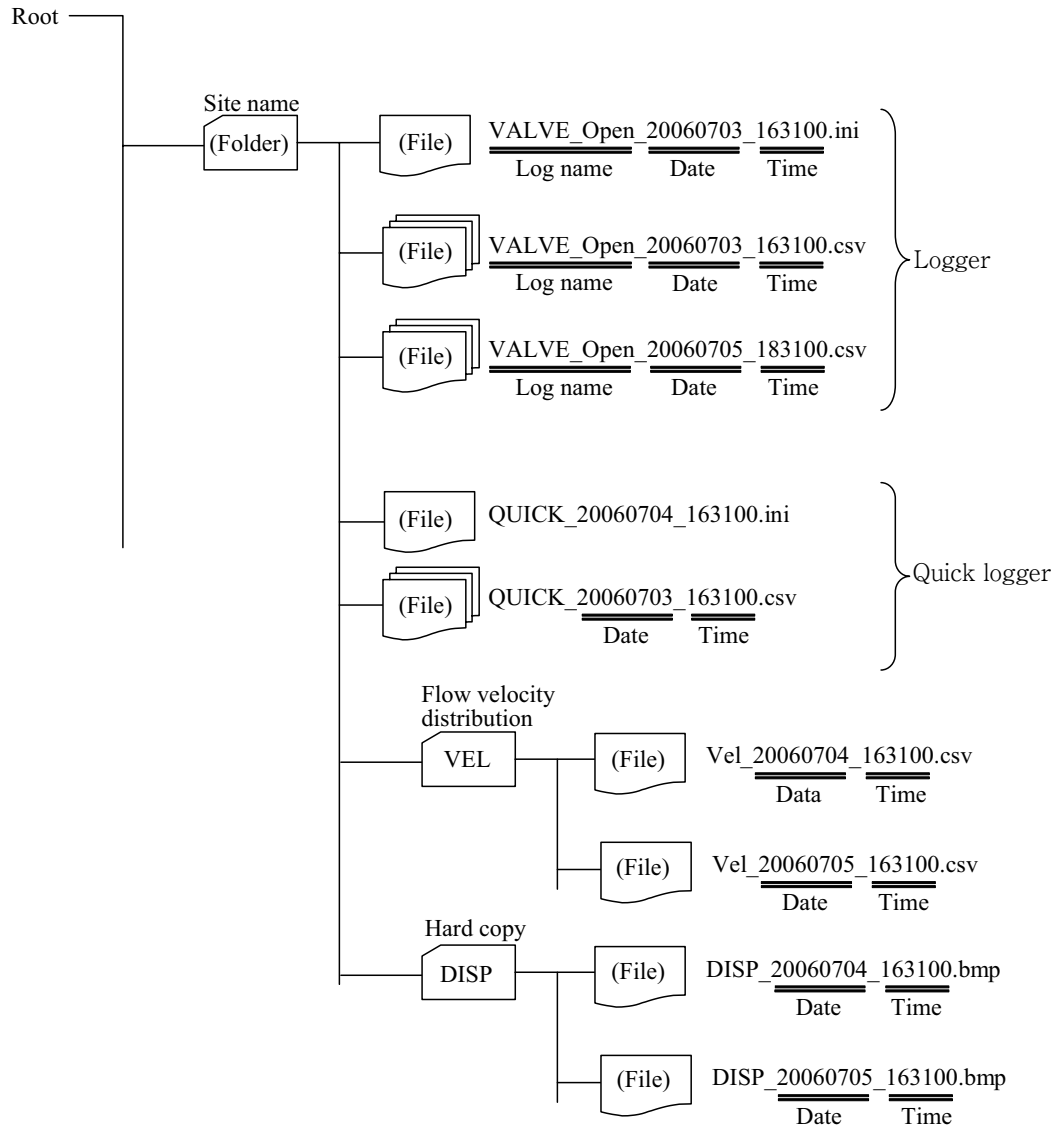 Root
Site name
(Folder)
(File) VALVE_Open_20060703_163100.ini
Log name Date Time
(File) VALVE_Open_20060703_163100.csv
Log name Date Time
Logger
(File) VALVE_Open_20060705_183100.csv
Log name Date Time
(File) QUICK_20060704_163100.ini
Quick logger
(File) QUICK_20060703_163100.csv
Date Time
Flow velocity
distribution
VEL (File) Vel_20060704_163100.csv
Data Time
(File) Vel_20060705_163100.csv
Date Time
Hard copy
DISP (File) DISP_20060704_163100.bmp
Date Time
(File) DISP_20060705_163100.bmp
Date Time